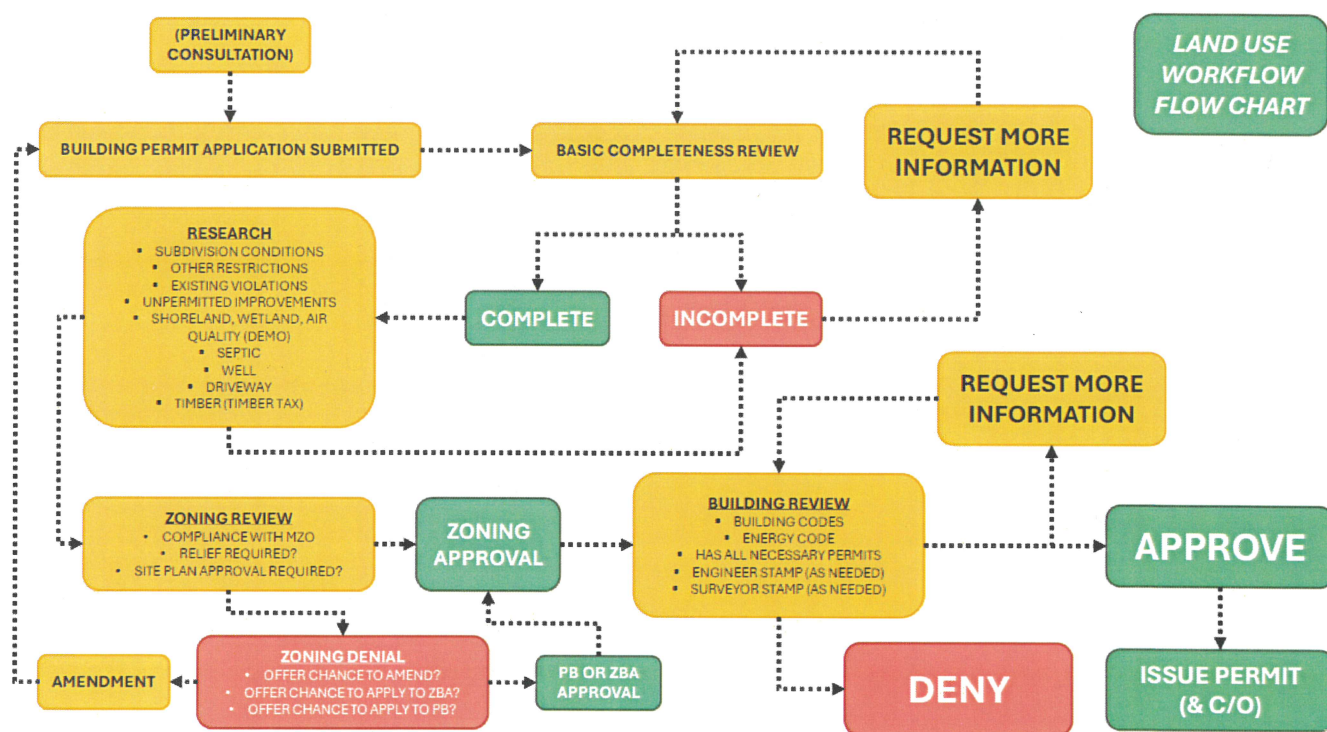 (PRELIMINARY
CONSULTATION)
LAND USE
WORKFLOW
FLOW CHART
BUILDING PERMIT APPLICATION SUBMITTED
BASIC COMPLETENESS REVIEW
REQUEST MORE
INFORMATION
RESEARCH
▪ SUBDIVISION CONDITIONS
▪ OTHER RESTRICTIONS
▪ EXISTING VIOLATIONS
▪ UNPERMITTED IMPROVEMENTS
▪ SHORELAND, WETLAND, AIR
QUALITY (DEMO)
▪ SEPTIC
▪ WELL
▪ DRIVEWAY
▪ TIMBER (TIMBER TAX)
COMPLETE
INCOMPLETE
REQUEST MORE
INFORMATION
ZONING REVIEW
• COMPLIANCE WITH MZO
• RELIEF REQUIRED?
• SITE PLAN APPROVAL REQUIRED?
ZONING
APPROVAL
BUILDING REVIEW
▪ BUILDING CODES
▪ ENERGY CODE
▪ HAS ALL NECESSARY PERMITS
▪ ENGINEER STAMP (AS NEEDED)
▪ SURVEYOR STAMP (AS NEEDED)
APPROVE
AMENDMENT
ZONING DENIAL
• OFFER CHANCE TO AMEND?
• OFFER CHANCE TO APPLY TO ZBA?
• OFFER CHANCE TO APPLY TO PB?
PB OR ZBA
APPROVAL
DENY
ISSUE PERMIT
(& C/O)